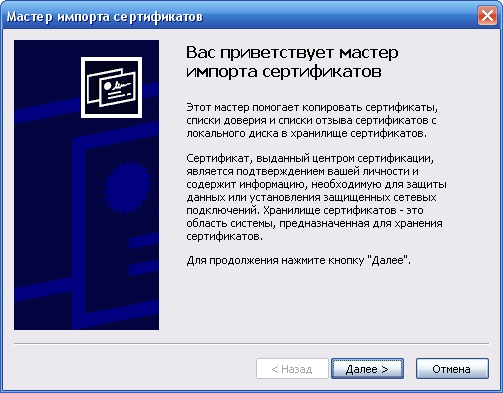 Мастер импорта сертификатов
Вас приветствует мастер
импорта сертификатов
Этот мастер помогает копировать сертификаты,
списки доверия и списки отзыва сертификатов с
локального диска в хранилище сертификатов.
Сертификат, выданный центром сертификации,
является подтверждением вашей личности и
содержит информацию, необходимую для защиты
данных или установления защищенных сетевых
подключений. Хранилище сертификатов - это
область системы, предназначенная для хранения
сертификатов.
Для продолжения нажмите кнопку "Далее".
< Назад
Далее >
Отмена